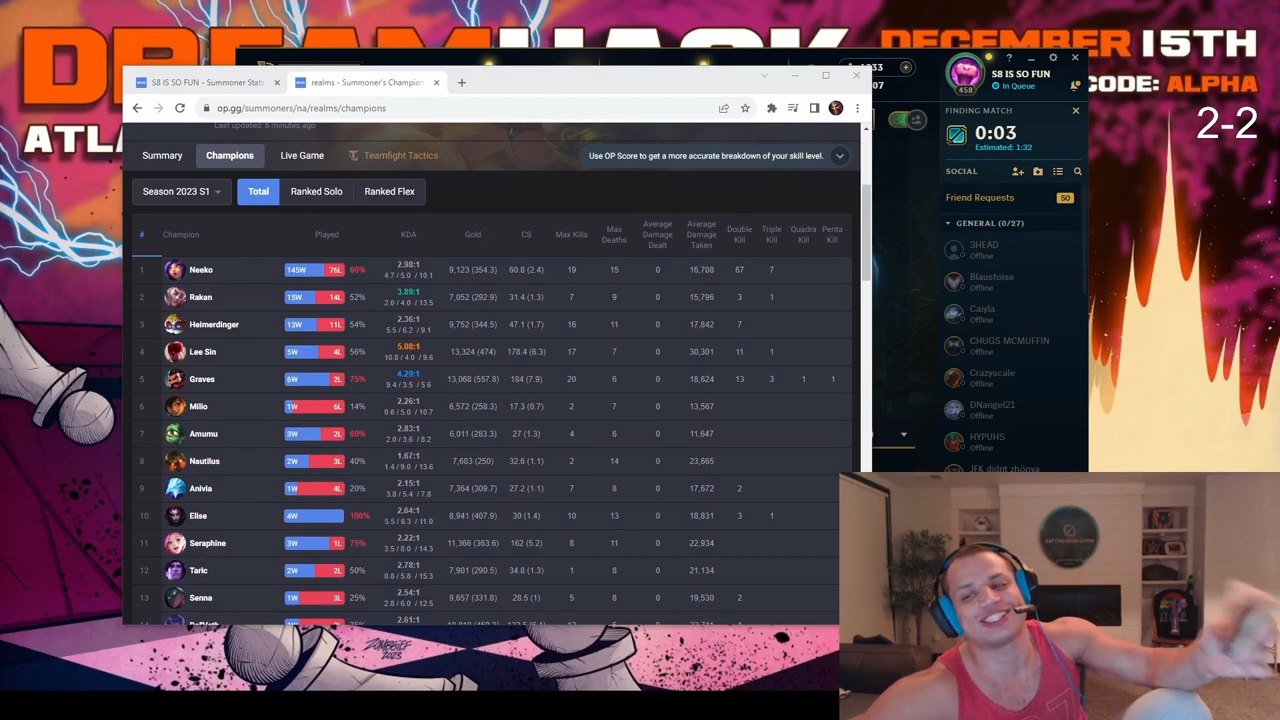 DREAMHACK
DECEMBER 15TH
CODE: ALPHA
2-2
S8 IS SO FUN - Summoner Stats
realms - Summoner's Champion
op.gg/summoners/na/realms/champions
Last updated: 6 minutes ago
Summary Champions Live Game Teamfight Tactics
Use OP Score to get a more accurate breakdown of your skill level.
Season 2023 S1 Total Ranked Solo Ranked Flex
# Champion Played KDA Gold CS Max Kills Max Deaths Average Damage Dealt Average Damage Taken Double Kill Triple Kill Quadra Kill Penta Kill
1 Neeko 145W 76L 66% 2.98:1 4.7 / 5.0 / 10.1 9,123 (354.3) 60.8 (2.4) 19 15 0 16,708 67 7
2 Rakan 15W 14L 52% 3.89:1 2.0 / 4.0 / 13.5 7,052 (292.9) 31.4 (1.3) 7 9 0 15,796 3 1
3 Heimerdinger 13W 11L 54% 2.36:1 5.5 / 6.2 / 9.1 9,752 (344.5) 47.1 (1.7) 16 11 0 17,842 7
4 Lee Sin 5W 4L 56% 5.08:1 10.8 / 4.0 / 9.6 13,324 (474) 178.4 (6.3) 17 7 0 30,301 11 1
5 Graves 6W 2L 75% 4.29:1 9.4 / 3.5 / 5.6 13,068 (557.8) 184 (7.9) 20 6 0 18,624 13 3 1 1
6 Milio 1W 6L 14% 2.26:1 0.6 / 5.0 / 10.7 6,572 (258.3) 17.3 (0.7) 2 7 0 13,567
7 Amumu 3W 2L 60% 2.83:1 2.0 / 3.6 / 8.2 6,011 (283.3) 27 (1.3) 4 6 0 11,647
8 Nautilus 2W 3L 40% 1.67:1 1.4 / 9.0 / 13.6 7,683 (250) 32.6 (1.1) 2 14 0 23,665
9 Anivia 1W 4L 20% 2.15:1 3.8 / 5.4 / 7.8 7,364 (309.7) 27.2 (1.1) 7 8 0 17,672 2
10 Elise 4W 100% 2.64:1 5.5 / 6.3 / 11.0 8,941 (407.9) 30 (1.4) 10 13 0 18,831 3 1
11 Seraphine 3W 1L 75% 2.22:1 3.5 / 8.0 / 14.3 11,366 (363.6) 162 (5.2) 8 11 0 22,934
12 Taric 2W 2L 50% 2.78:1 0.8 / 5.8 / 15.3 7,901 (290.5) 34.8 (1.3) 1 8 0 21,134
13 Senna 1W 3L 25% 2.54:1 2.8 / 6.0 / 12.5 9,657 (331.8) 28.5 (1) 5 8 0 19,530 2
2.61:1
S8 IS SO FUN
In Queue
458
FINDING MATCH
0:03
Estimated: 1:32
SOCIAL
Friend Requests 50
GENERAL (0/27)
3HEAD
Offline
Blaustoise
Offline
Caiyla
Offline
CHUGS MCMUFFIN
Offline
Crazyscale
Offline
DNangel21
Offline
HYPUHS
Offline
JFK didnt zhonya
Just One More Game
ZOMBIEF
2023